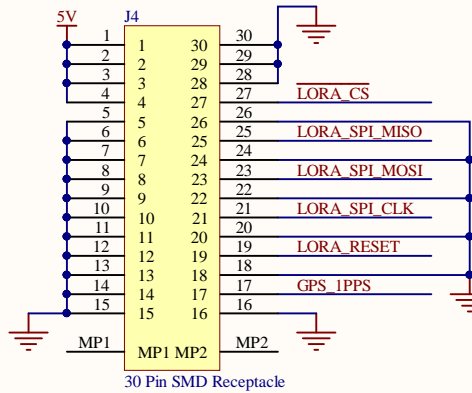 5V J4
1 1 30 30
2 2 29 29
3 3 28 28
4 4 27 27 LORA_CS
5 5 26 26
6 6 25 25 LORA_SPI_MISO
7 7 24 24
8 8 23 23 LORA_SPI_MOSI
9 9 22 22
10 10 21 21 LORA_SPI_CLK
11 11 20 20
12 12 19 19 LORA_RESET
13 13 18 18
14 14 17 17 GPS_1PPS
15 15 16 16
MP1 MP1 MP2 MP2
30 Pin SMD Receptacle